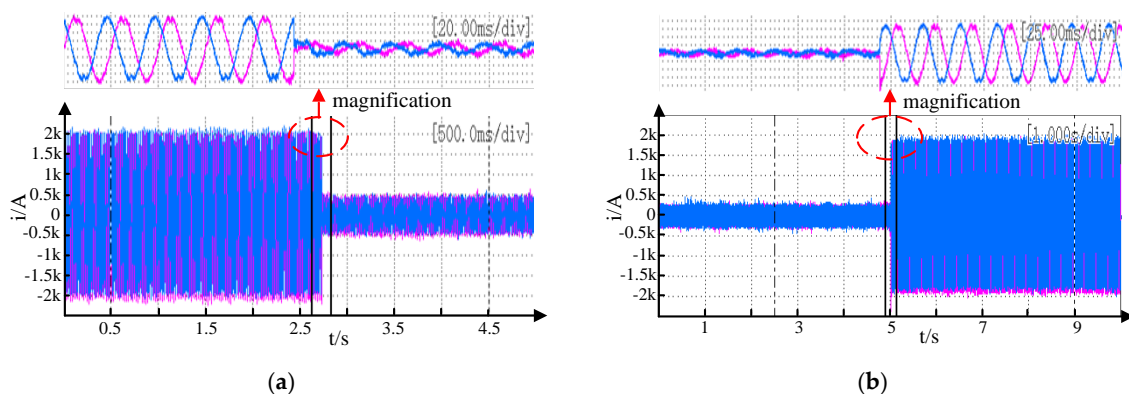 [20.00ms/div]
magnification
[500.0ms/div]
i/A
2k
1.5k
1k
0.5k
0
-0.5k
-1k
-1.5k
-2k
0.5
1.5
2.5
3.5
4.5
t/s
(a)
[25.00ms/div]
magnification
[1.000s/div]
i/A
2k
1.5k
1k
0.5k
0
-0.5k
-1k
-1.5k
-2k
1
3
5
7
9
t/s
(b)